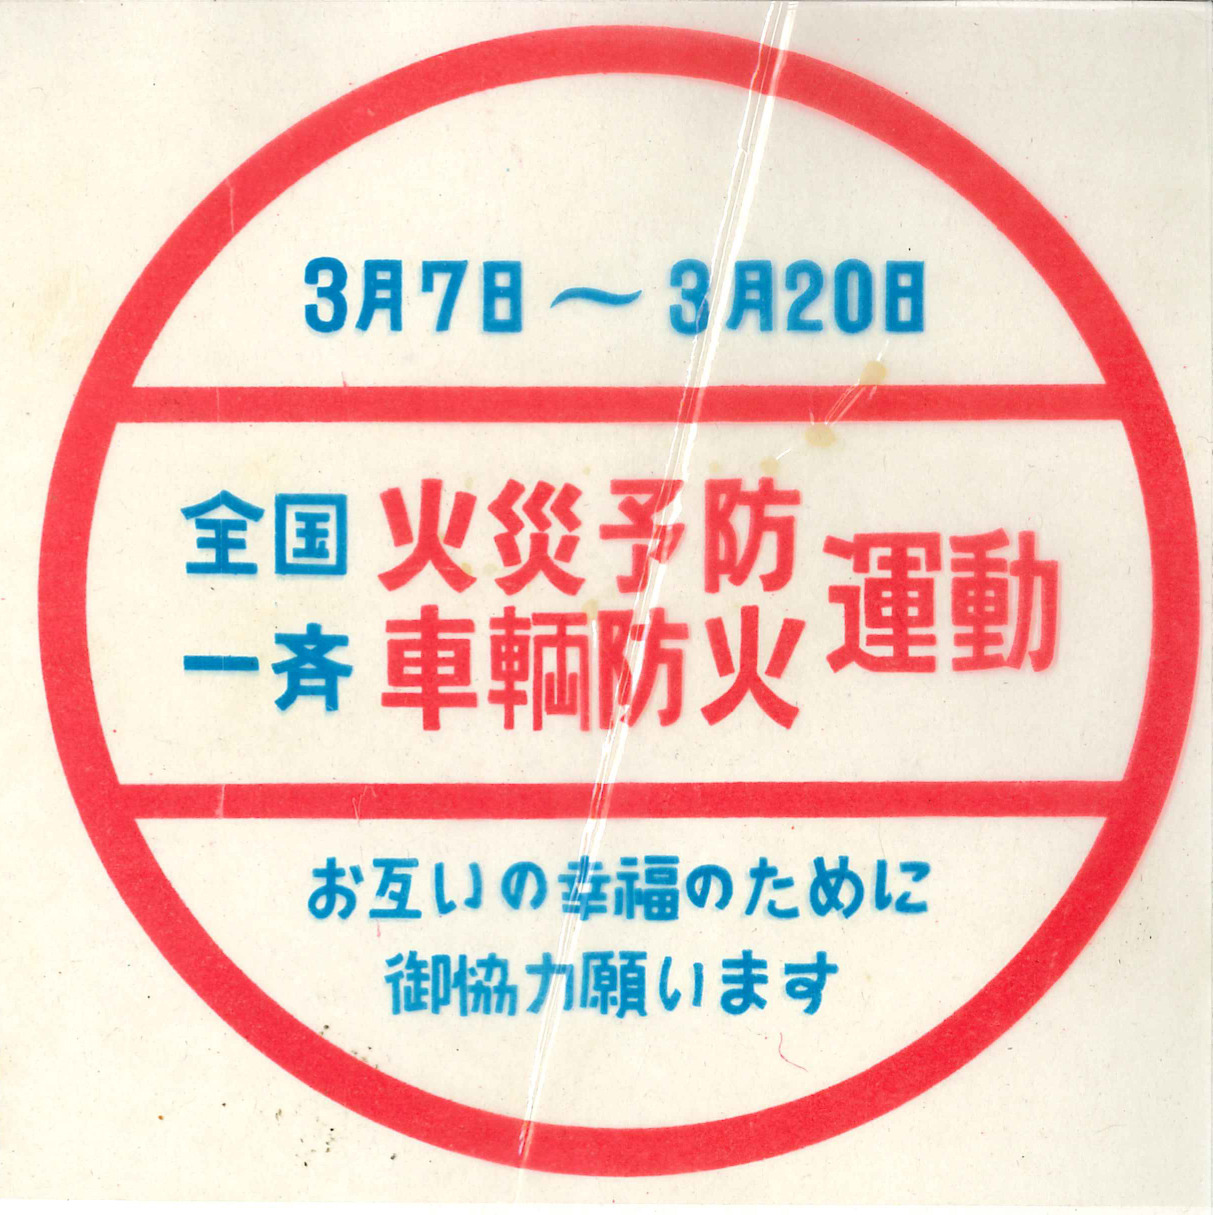 3月7日～3月20日
全国火災予防運動
一斉車輌防火
お互いの幸福のために
御協力願います